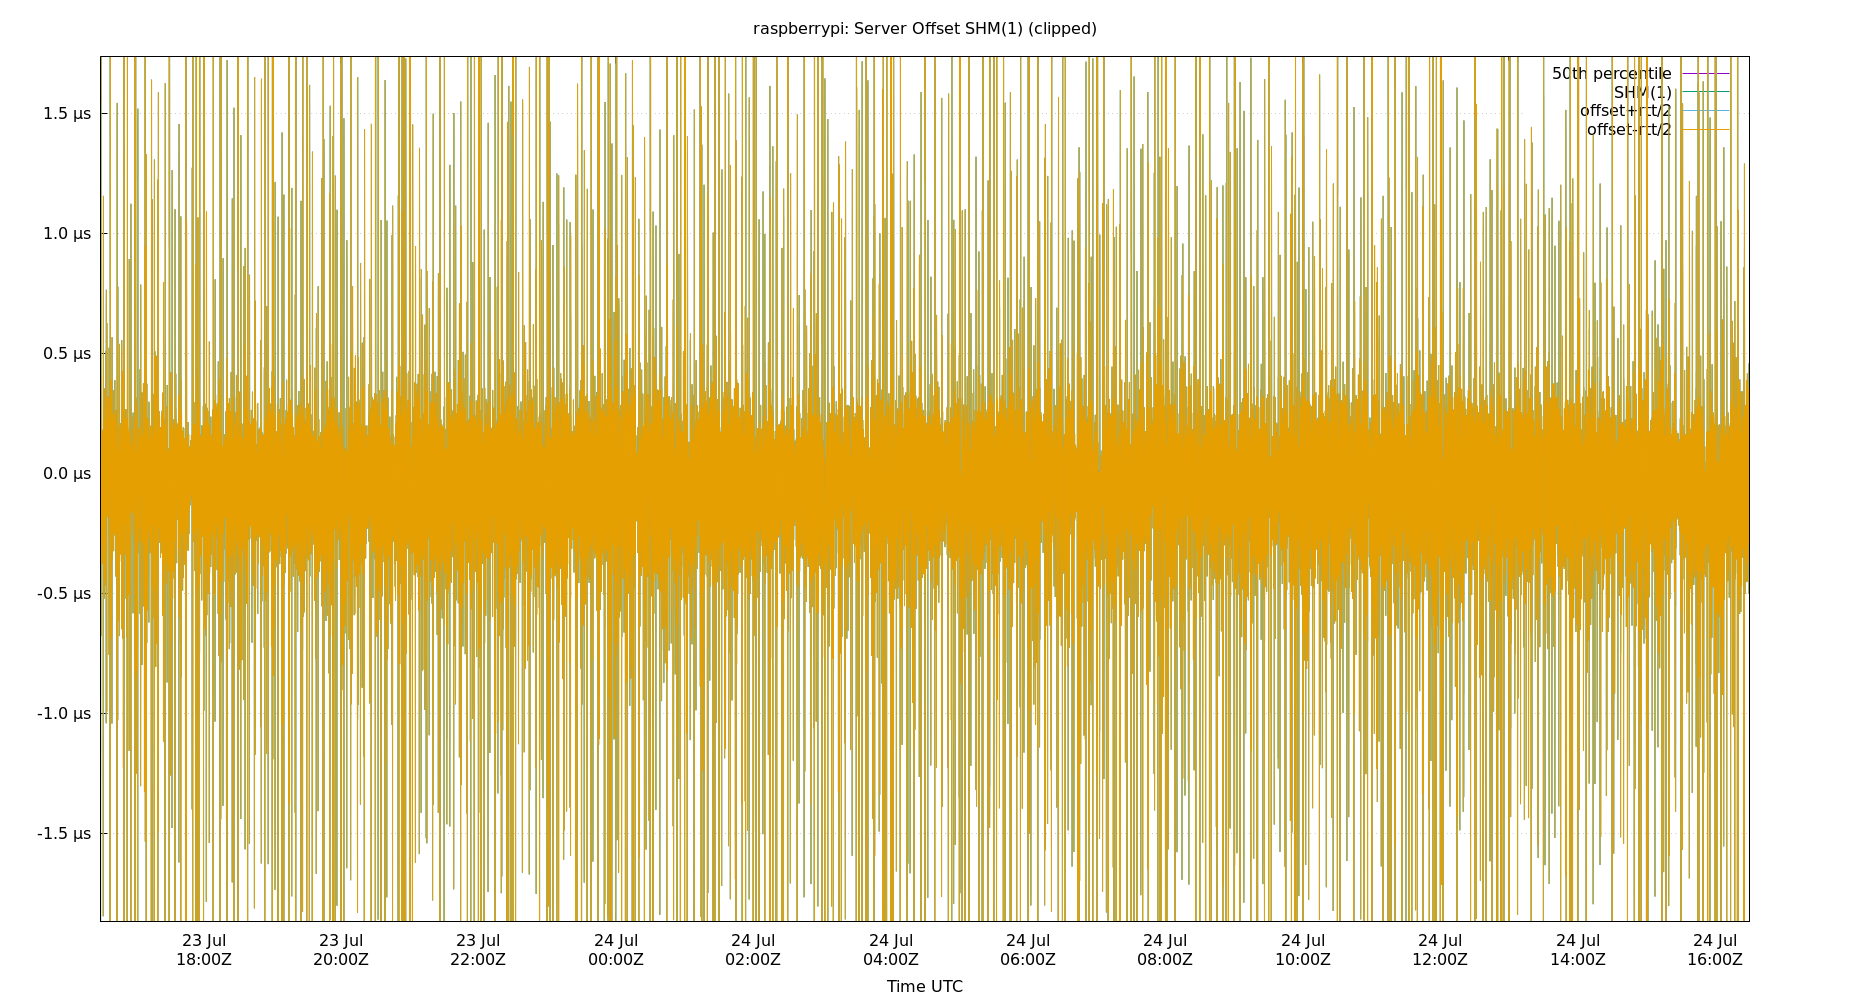 raspberrypi: Server Offset SHM(1) (clipped)
50th percentile
SHM(1)
offset+rtt/2
offset-rtt/2
1.5 µs
1.0 µs
0.5 µs
0.0 µs
-0.5 µs
-1.0 µs
-1.5 µs
23 Jul 23 Jul 23 Jul 24 Jul 24 Jul 24 Jul 24 Jul 24 Jul 24 Jul 24 Jul 24 Jul 24 Jul
18:00Z 20:00Z 22:00Z 00:00Z 02:00Z 04:00Z 06:00Z 08:00Z 10:00Z 12:00Z 14:00Z 16:00Z
Time UTC